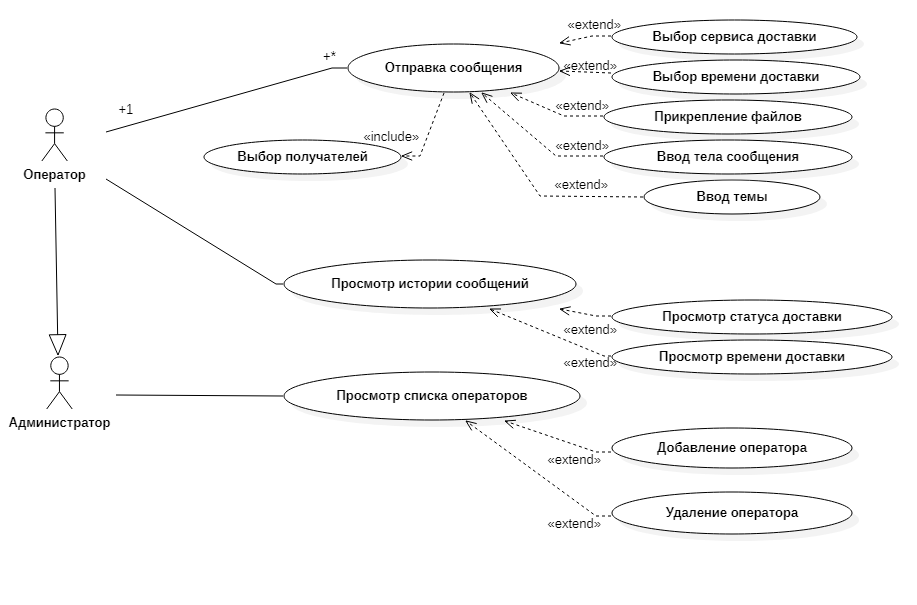 «extend»
Выбор сервиса доставки
+*
Отправка сообщения
«extend»
Выбор времени доставки
+1
«extend»
Прикрепление файлов
«include»
Выбор получателей
«extend»
Ввод тела сообщения
Оператор
«extend»
Ввод темы
Просмотр истории сообщений
Просмотр статуса доставки
«extend»
Просмотр времени доставки
«extend»
Просмотр списка операторов
Администратор
Добавление оператора
«extend»
Удаление оператора
«extend»